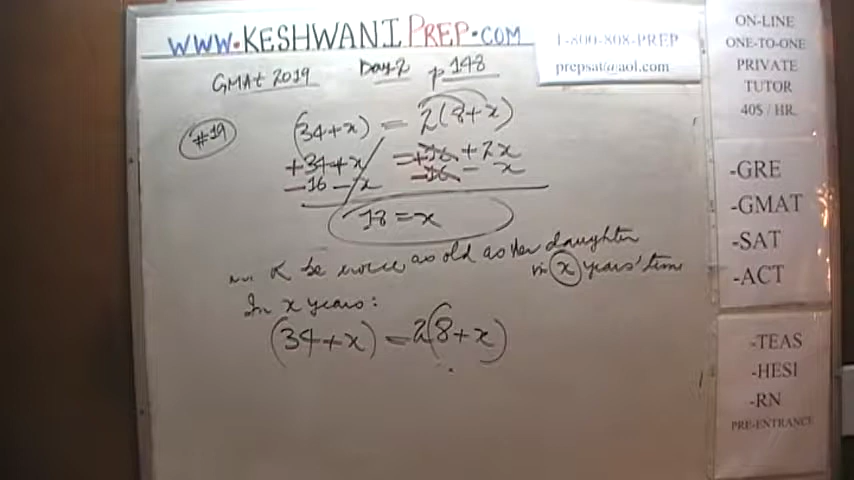 WWW.KESHWANIPREP.COM
1-800-808-PREP
prepsat@aol.com
GMAT 2019 Day 2 p 148
#19
(34+x) = 2(8+x)
+34+x = +16 + 2x
-16 - x -16 - x
18 = x
be twice as old as her daughter
in x years' time
In x years:
(34+x) = 2(8+x)
ON-LINE
ONE-TO-ONE
PRIVATE
TUTOR
40$ / HR.
-GRE
-GMAT
-SAT
-ACT
-TEAS
-HESI
-RN
PRE-ENTRANCE